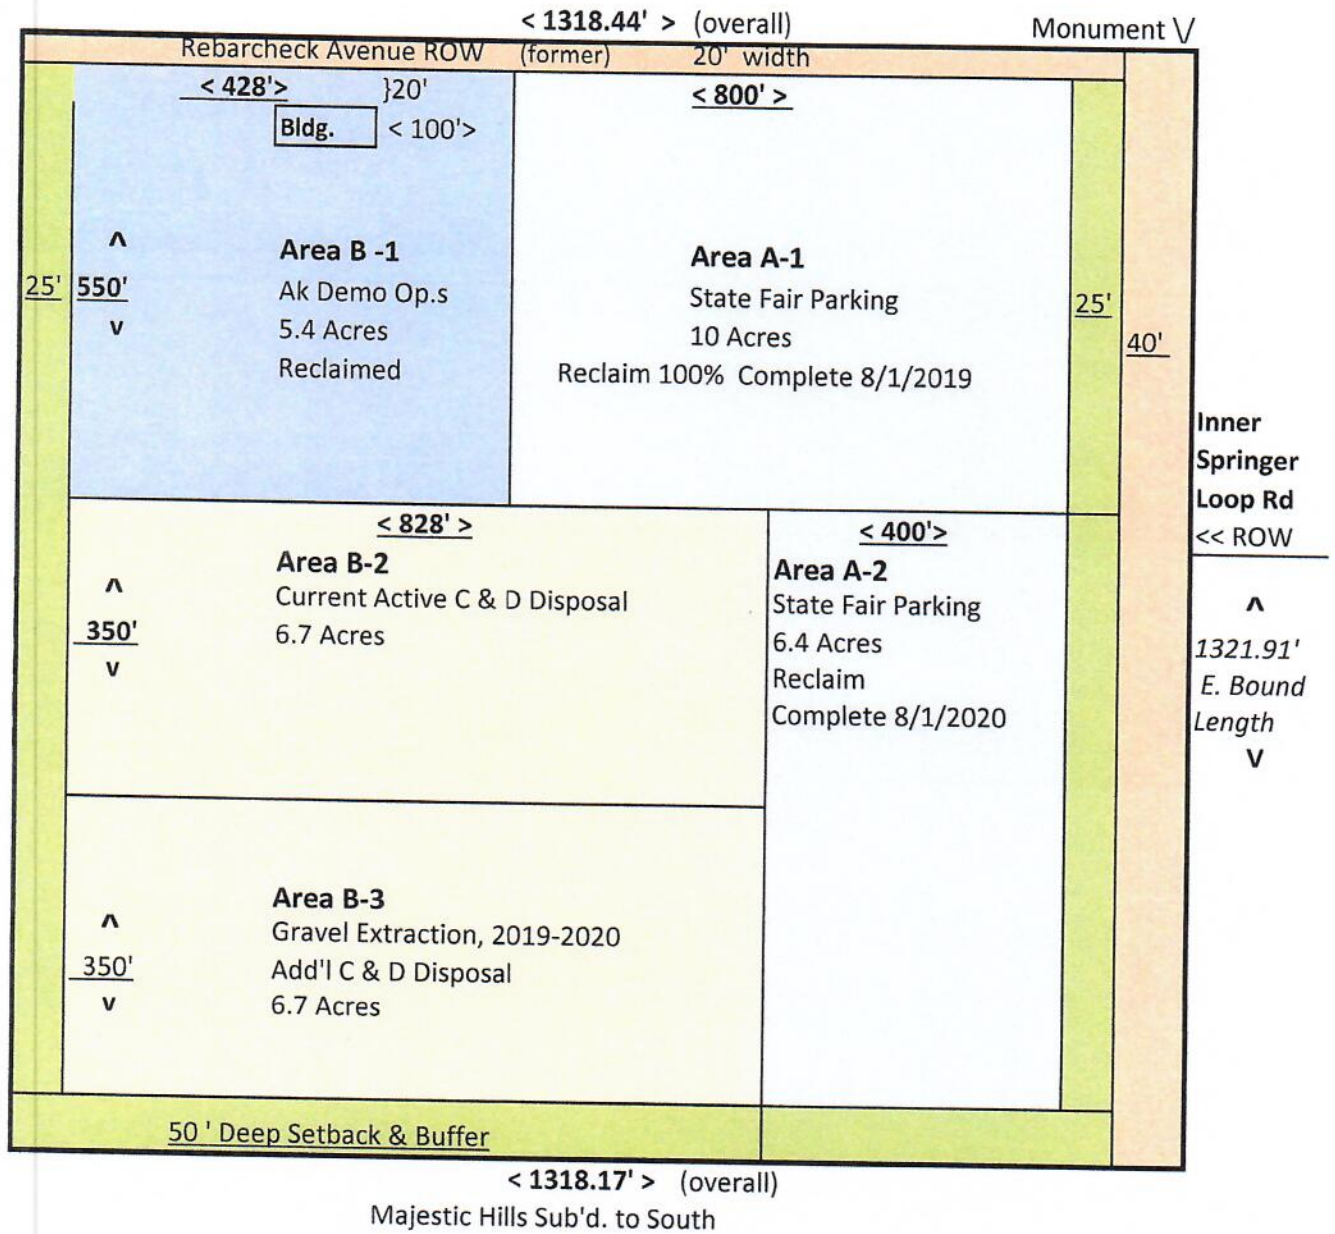 < 1318.44' > (overall)
Monument \/
Rebarcheck Avenue ROW (former) 20' width
< 428'> }20'
Bldg. < 100'>
< 800' >
^
25' 550'
v
Area B -1
Ak Demo Op.s
5.4 Acres
Reclaimed
Area A-1
State Fair Parking
10 Acres
Reclaim 100% Complete 8/1/2019
25'
40'
Inner
Springer
Loop Rd
<< ROW
^
1321.91'
E. Bound
Length
V
< 828' >
Area B-2
Current Active C & D Disposal
6.7 Acres
^
350'
v
< 400'>
Area A-2
State Fair Parking
6.4 Acres
Reclaim
Complete 8/1/2020
Area B-3
Gravel Extraction, 2019-2020
Add'l C & D Disposal
6.7 Acres
^
350'
v
50 ' Deep Setback & Buffer
< 1318.17' > (overall)
Majestic Hills Sub'd. to South